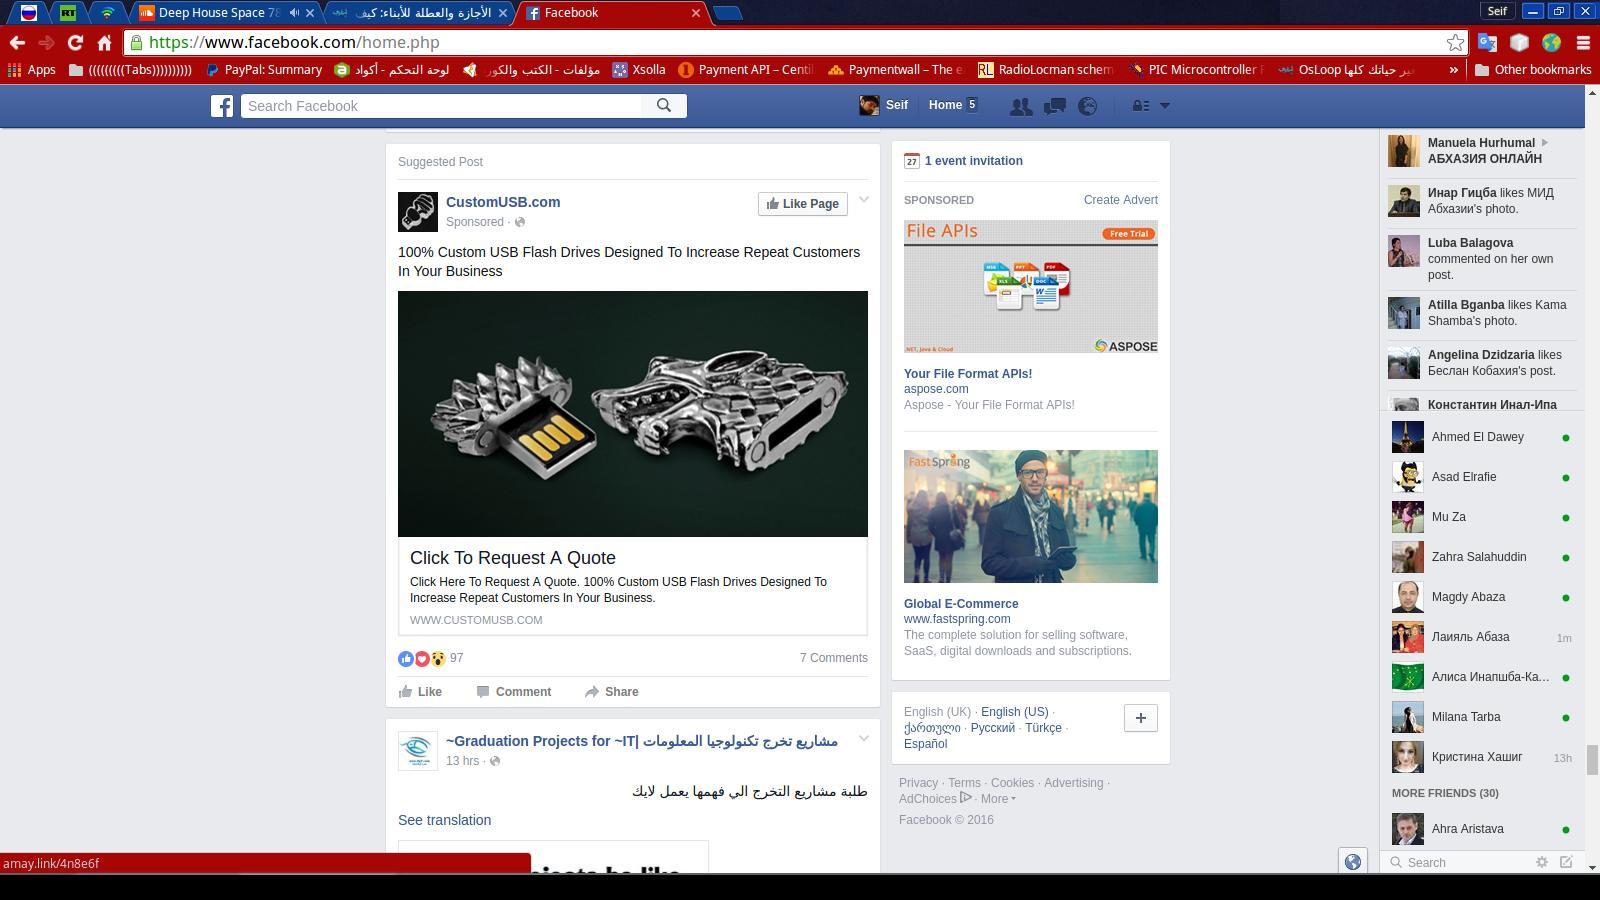 Deep House Space 78
الأجازة والعطلة للأبناء: كيف
Facebook
Seif
https://www.facebook.com/home.php
Apps
(((((((((Tabs))))))))))
PayPal: Summary
لوحة التحكم - أكواد
مؤلفات - الكتب والكور
Xsolla
Payment API – Centi
Paymentwall – The e
RadioLocman schem
PIC Microcontroller
OsLoop غير حياتك كلها
»
Other bookmarks
Search Facebook
Seif
Home 5
Suggested Post
CustomUSB.com
Sponsored ·
Like Page
100% Custom USB Flash Drives Designed To Increase Repeat Customers
In Your Business
Click To Request A Quote
Click Here To Request A Quote. 100% Custom USB Flash Drives Designed To
Increase Repeat Customers In Your Business.
WWW.CUSTOMUSB.COM
97
7 Comments
Like
Comment
Share
~Graduation Projects for ~IT| مشاريع تخرج تكنولوجيا المعلومات
13 hrs ·
طلبة مشاريع التخرج الي فهمها يعمل لايك
See translation
amay.link/4n8e6f
27
1 event invitation
SPONSORED
Create Advert
File APIs
Free Trial
.NET, Java & Cloud
ASPOSE
Your File Format APIs!
aspose.com
Aspose - Your File Format APIs!
FastSpring
Global E-Commerce
www.fastspring.com
The complete solution for selling software,
SaaS, digital downloads and subscriptions.
English (UK) · English (US) ·
ქართული · Русский · Türkçe ·
Español
Privacy · Terms · Cookies · Advertising ·
AdChoices · More
Facebook © 2016
Manuela Hurhumal
АБХАЗИЯ ОНЛАЙН
Инар Гицба likes МИД
Абхазии's photo.
Luba Balagova
commented on her own
post.
Atilla Bganba likes Kama
Shamba's photo.
Angelina Dzidzaria likes
Беслан Кобахия's post.
Константин Инал-Ипа
Ahmed El Dawey
Asad Elrafie
Mu Za
Zahra Salahuddin
Magdy Abaza
Лаияль Абаза 1m
Алиса Инапшба-Ка...
Milana Tarba
Кристина Хашиг 13h
MORE FRIENDS (30)
Ahra Aristava
Search